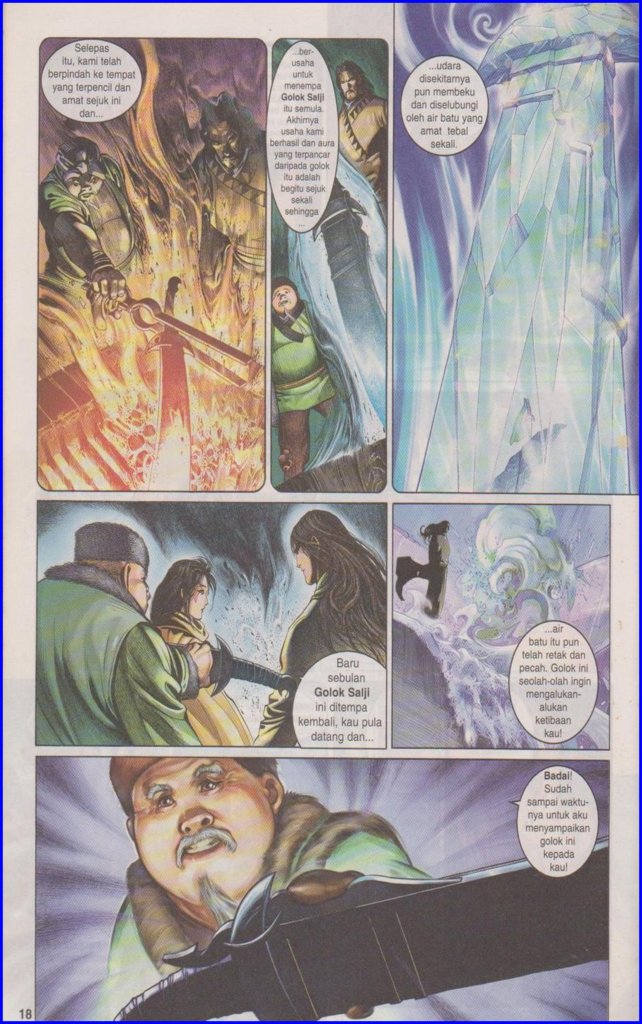 Selepas
itu, kami telah
berpindah ke tempat
yang terpencil dan
amat sejuk ini
dan...
...ber-
usaha
untuk
menempa
Golok Salji
itu semula.
Akhirnya
usaha kami
berhasil dan aura
yang terpancar
daripada golok
itu adalah
begitu sejuk
sekali
sehingga
...
...udara
disekitarnya
pun membeku
dan diselubungi
oleh air batu yang
amat tebal
sekali.
Baru
sebulan
Golok Salji
ini ditempa
kembali, kau pula
datang dan...
...air
batu itu pun
telah retak dan
pecah. Golok ini
seolah-olah ingin
mengalukan-
alukan
ketibaan
kau!
Badai!
Sudah
sampai waktu-
nya untuk aku
menyampaikan
golok ini
kepada
kau!
18